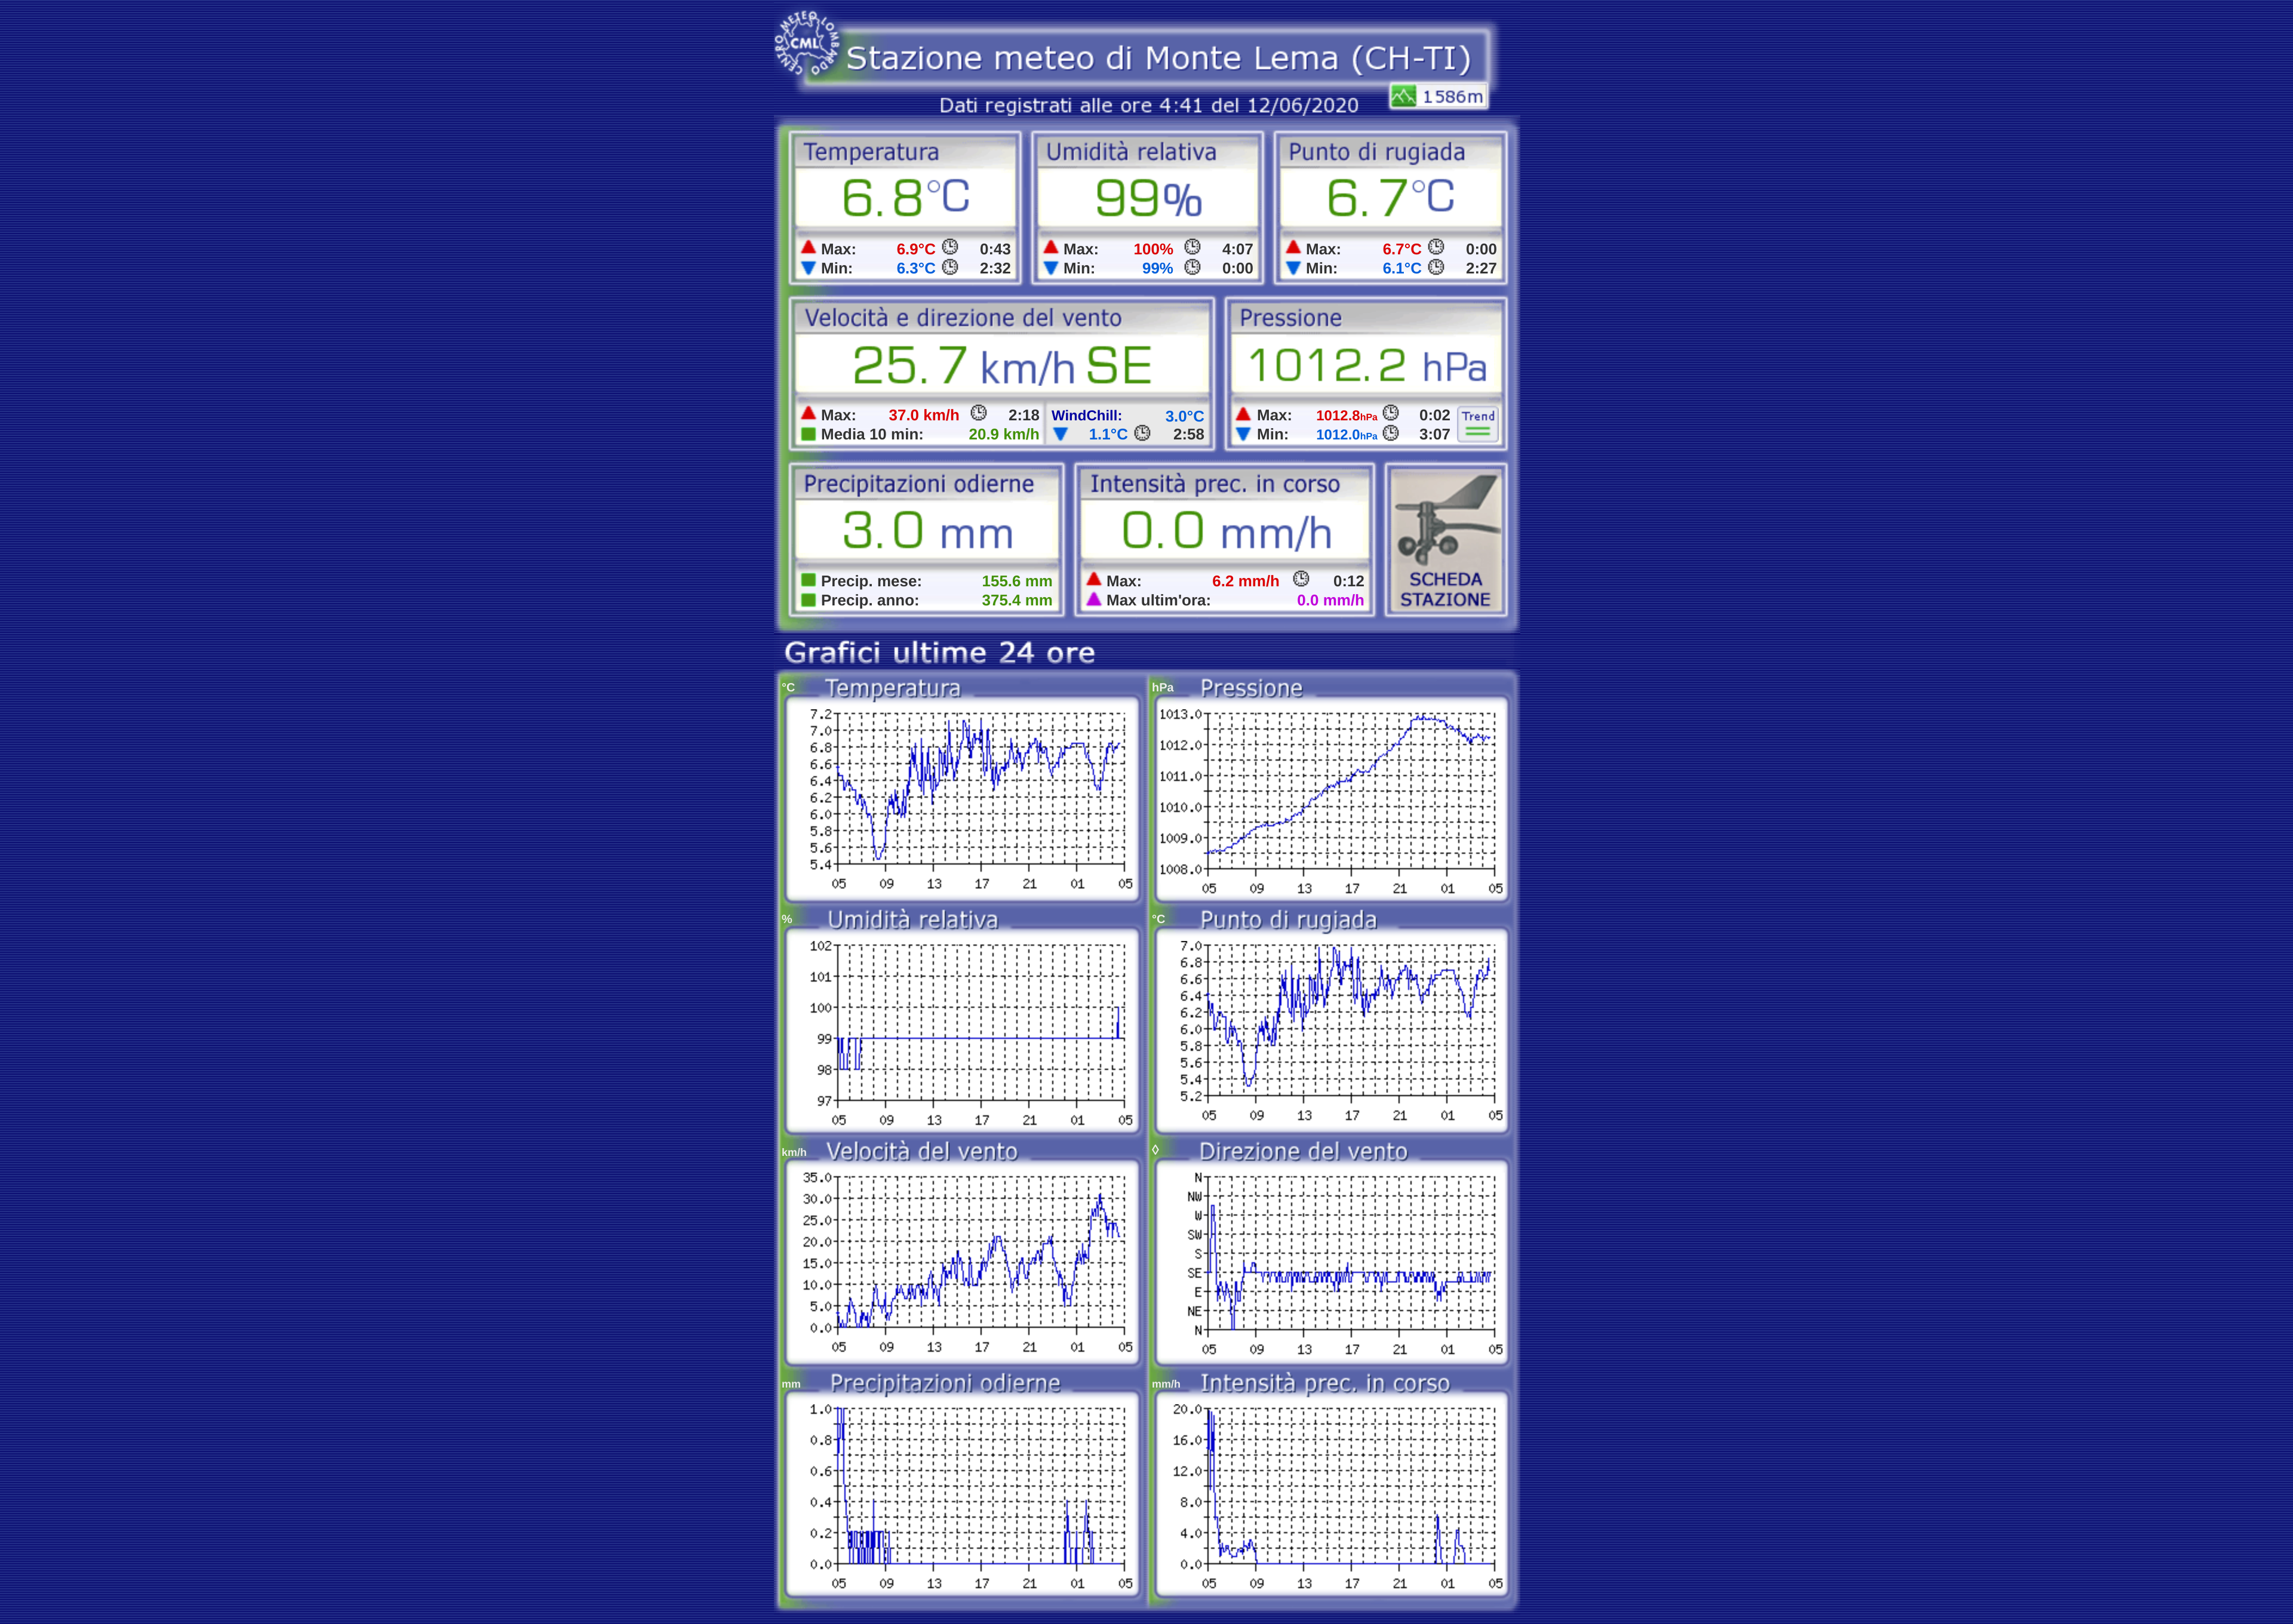 CENTRO METEO LOMBARDO
CML
Stazione meteo di Monte Lema (CH-TI)
1586m
Dati registrati alle ore 4:41 del 12/06/2020
Temperatura
6.8°C
Max: 6.9°C 0:43
Min: 6.3°C 2:32
Umidità relativa
99%
Max: 100% 4:07
Min: 99% 0:00
Punto di rugiada
6.7°C
Max: 6.7°C 0:00
Min: 6.1°C 2:27
Velocità e direzione del vento
25.7 km/h SE
Max: 37.0 km/h 2:18
Media 10 min: 20.9 km/h
WindChill: 3.0°C
1.1°C 2:58
Pressione
1012.2 hPa
Max: 1012.8hPa 0:02
Min: 1012.0hPa 3:07
Trend
Precipitazioni odierne
3.0 mm
Precip. mese: 155.6 mm
Precip. anno: 375.4 mm
Intensità prec. in corso
0.0 mm/h
Max: 6.2 mm/h 0:12
Max ultim'ora: 0.0 mm/h
SCHEDA
STAZIONE
Grafici ultime 24 ore
°C Temperatura
7.2
7.0
6.8
6.6
6.4
6.2
6.0
5.8
5.6
5.4
05 09 13 17 21 01 05
hPa Pressione
1013.0
1012.0
1011.0
1010.0
1009.0
1008.0
05 09 13 17 21 01 05
% Umidità relativa
102
101
100
99
98
97
05 09 13 17 21 01 05
°C Punto di rugiada
7.0
6.8
6.6
6.4
6.2
6.0
5.8
5.6
5.4
5.2
05 09 13 17 21 01 05
km/h Velocità del vento
35.0
30.0
25.0
20.0
15.0
10.0
5.0
0.0
05 09 13 17 21 01 05
◊ Direzione del vento
N
NW
W
SW
S
SE
E
NE
N
05 09 13 17 21 01 05
mm Precipitazioni odierne
1.0
0.8
0.6
0.4
0.2
0.0
05 09 13 17 21 01 05
mm/h Intensità prec. in corso
20.0
16.0
12.0
8.0
4.0
0.0
05 09 13 17 21 01 05